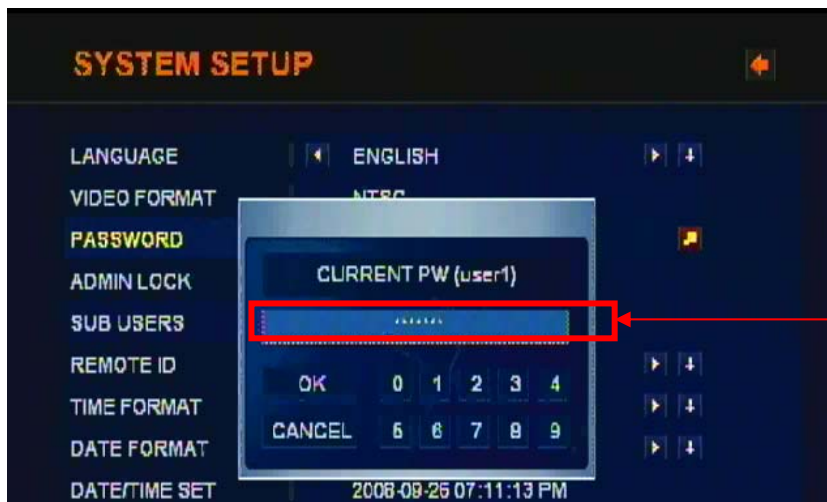 SYSTEM SETUP
LANGUAGE ENGLISH
VIDEO FORMAT NTSC
PASSWORD
CURRENT PW (user1)
ADMIN LOCK
SUB USERS ******
REMOTE ID
OK 0 1 2 3 4
TIME FORMAT
CANCEL 5 6 7 8 9
DATE FORMAT
DATE/TIME SET 2008-09-26 07:11:13 PM